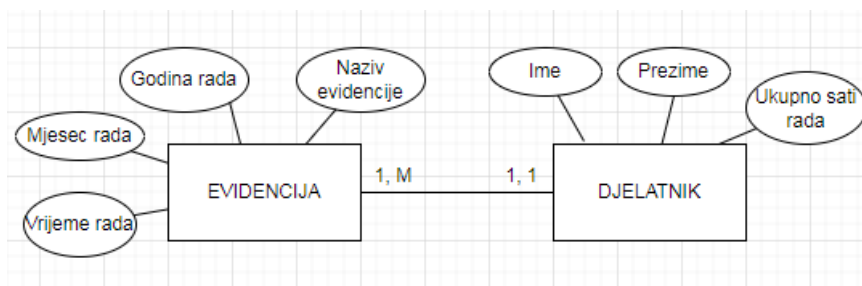 Godina rada
Naziv
evidencije
Ime
Prezime
Ukupno sati
rada
Mjesec rada
Vrijeme rada
EVIDENCIJA
1, M
1, 1
DJELATNIK